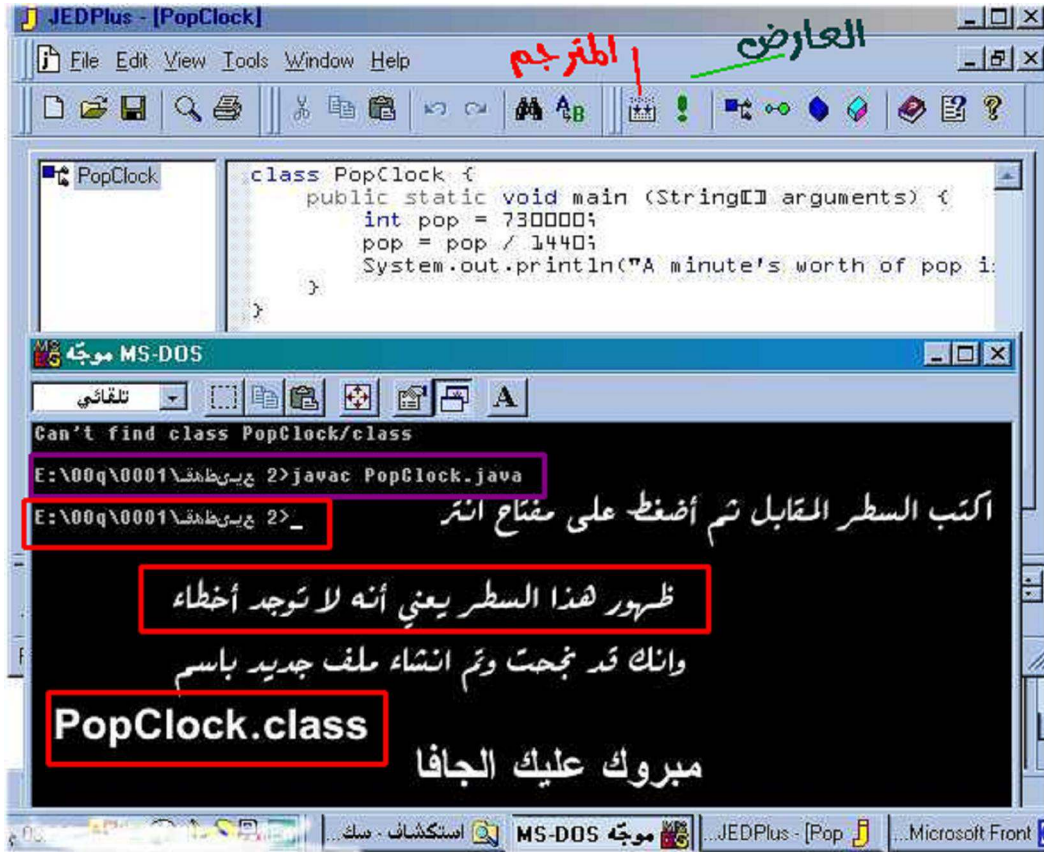 JEDPlus - [PopClock]
العارض
المترجم
File Edit View Tools Window Help
PopClock
class PopClock {
public static void main (String[] arguments) {
int pop = 730000;
pop = pop / 1440;
System.out.println("A minute's worth of pop i
}
}
موجّه MS-DOS
تلقائي
Can't find class PopClock/class
E:\00q\0001\ 2>javac PopClock.java
اكتب السطر المقابل ثم أضغط على مفتاح انتر
E:\00q\0001\ 2>_
ظهور هذا السطر يعني أنه لا توجد أخطاء
وانك قد نجحت وتم انشاء ملف جديد باسم
PopClock.class
مبروك عليك الجافا
استكشاف - سك...
موجّه MS-DOS
JEDPlus - [Pop...
Microsoft Front...